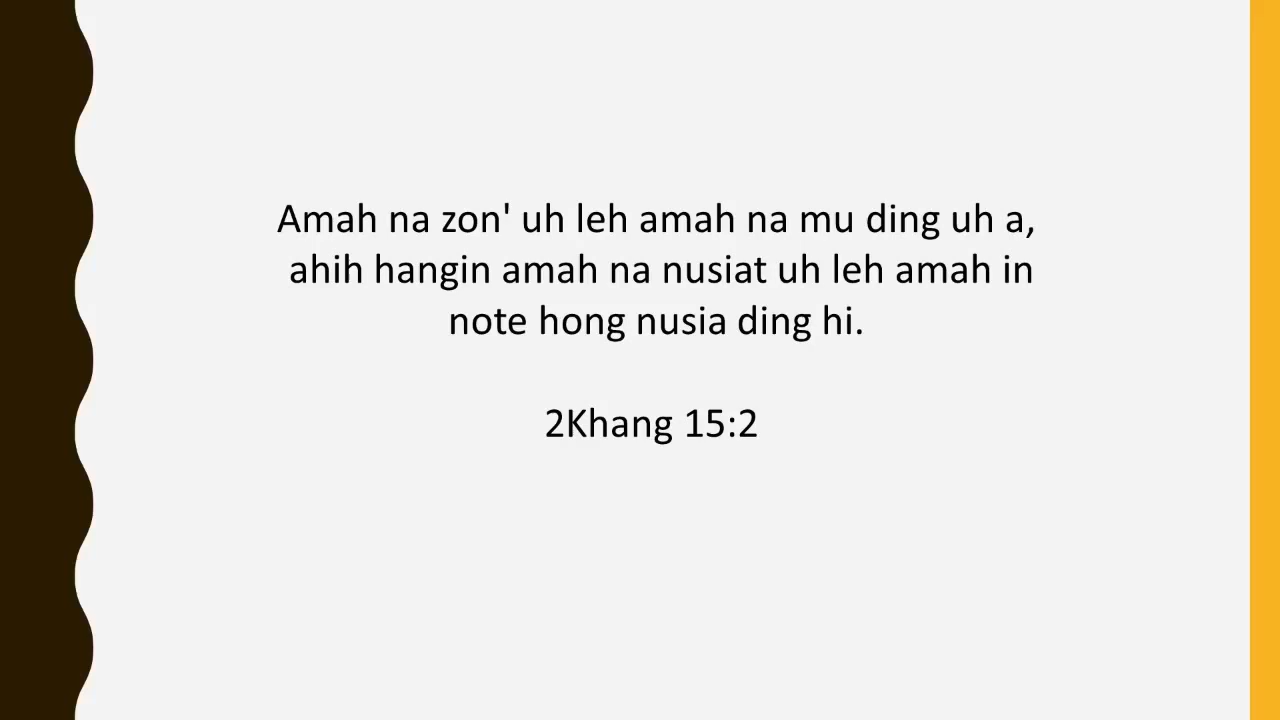 Amah na zon' uh leh amah na mu ding uh a,
ahih hangin amah na nusiat uh leh amah in
note hong nusia ding hi.
2Khang 15:2